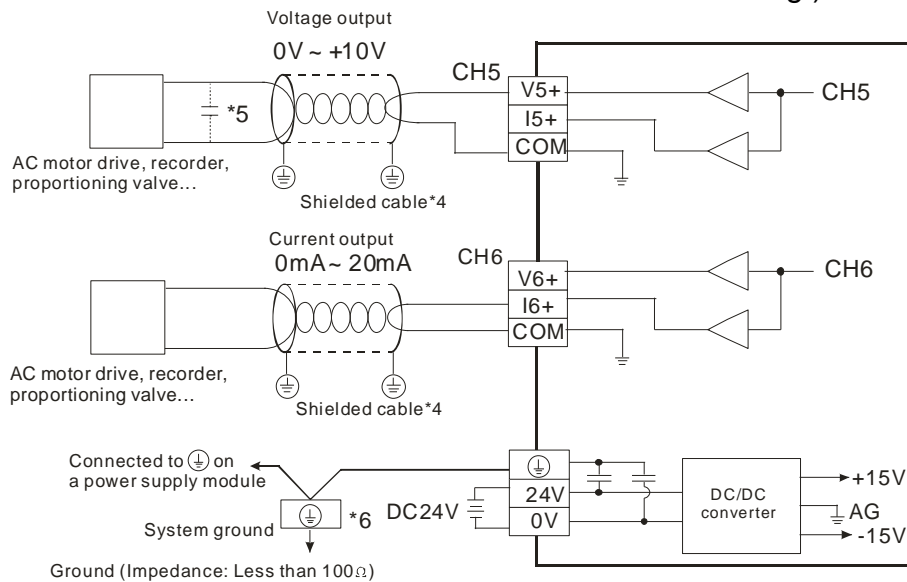 Voltage output
0V ~ +10V
CH5
V5+
I5+
COM
CH5
*5
AC motor drive, recorder,
proportioning valve...
Shielded cable*4
Current output
0mA ~ 20mA
CH6
V6+
I6+
COM
CH6
AC motor drive, recorder,
proportioning valve...
Shielded cable*4
Connected to ⏚ on
a power supply module
System ground
*6
DC24V
24V
0V
DC/DC
converter
+15V
AG
-15V
Ground (Impedance: Less than 100Ω)